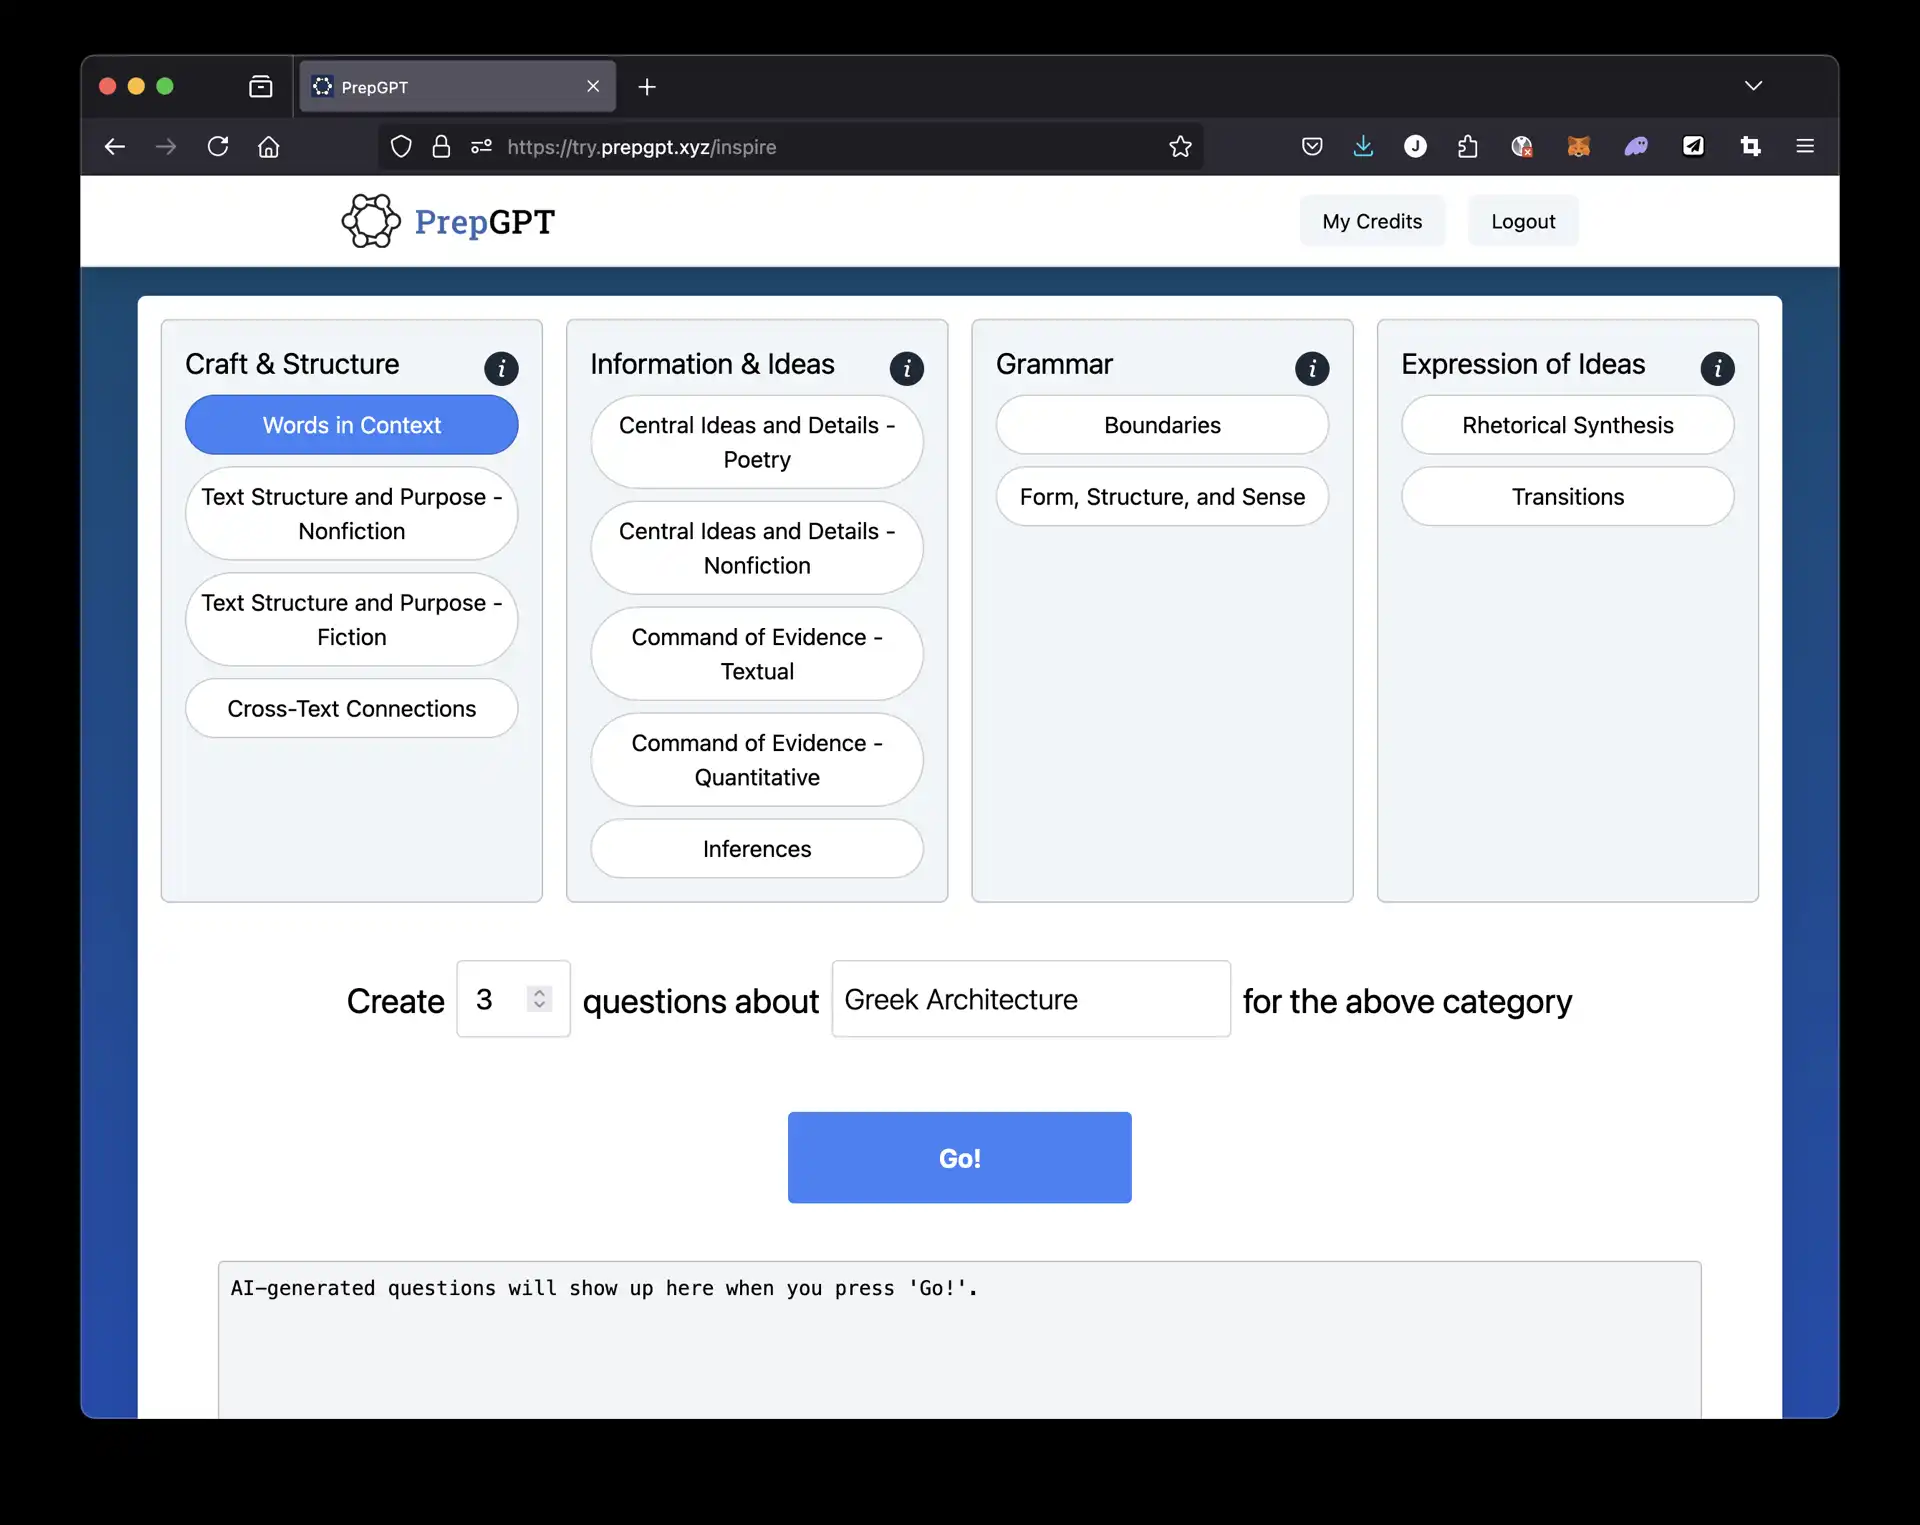 PrepGPT
https://try.prepgpt.xyz/inspire
J
PrepGPT
My Credits
Logout
Craft & Structure
i
Words in Context
Text Structure and Purpose -
Nonfiction
Text Structure and Purpose -
Fiction
Cross-Text Connections
Information & Ideas
i
Central Ideas and Details -
Poetry
Central Ideas and Details -
Nonfiction
Command of Evidence -
Textual
Command of Evidence -
Quantitative
Inferences
Grammar
i
Boundaries
Form, Structure, and Sense
Expression of Ideas
i
Rhetorical Synthesis
Transitions
Create 3 questions about Greek Architecture for the above category
Go!
AI-generated questions will show up here when you press 'Go!'.